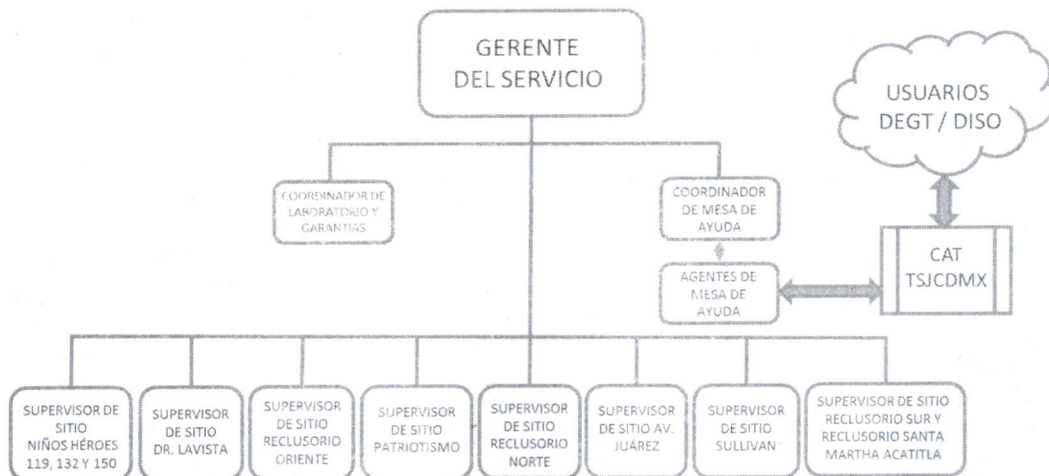 GERENTE
DEL SERVICIO
USUARIOS
DEGT / DISO
COORDINADOR DE
LABORATORIO Y
GARANTIAS
COORDINADOR
DE MESA DE
AYUDA
CAT
TSJCDMX
AGENTES DE
MESA DE
AYUDA
SUPERVISOR DE
SITIO
NIÑOS HÉROES
119, 132 Y 150
SUPERVISOR
DE SITIO
DR. LAVISTA
SUPERVISOR
DE SITIO
RECLUSORIO
ORIENTE
SUPERVISOR
DE SITIO
PATRIOTISMO
SUPERVISOR
DE SITIO
RECLUSORIO
NORTE
SUPERVISOR
DE SITIO AV.
JUÁREZ
SUPERVISOR
DE SITIO
SULLIVAN
SUPERVISOR DE SITIO
RECLUSORIO SUR Y
RECLUSORIO SANTA
MARTHA ACATITLA